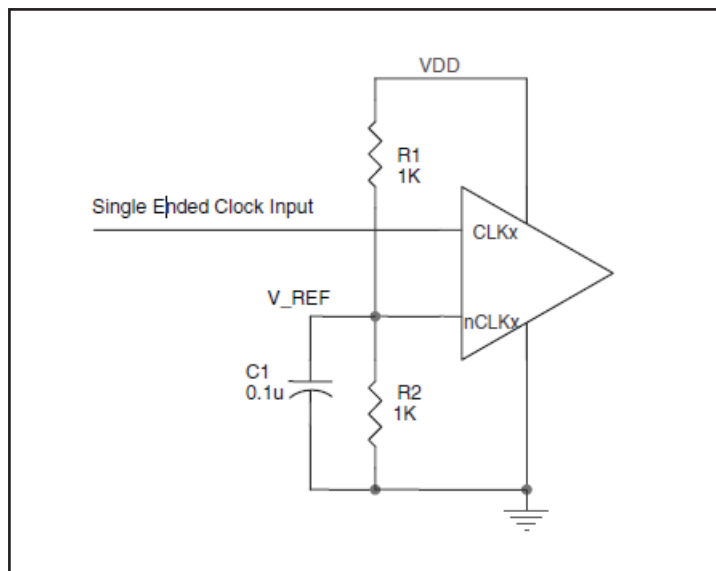 VDD
R1
1K
Single Ended Clock Input
CLKx
V_REF
nCLKx
C1
0.1u
R2
1K